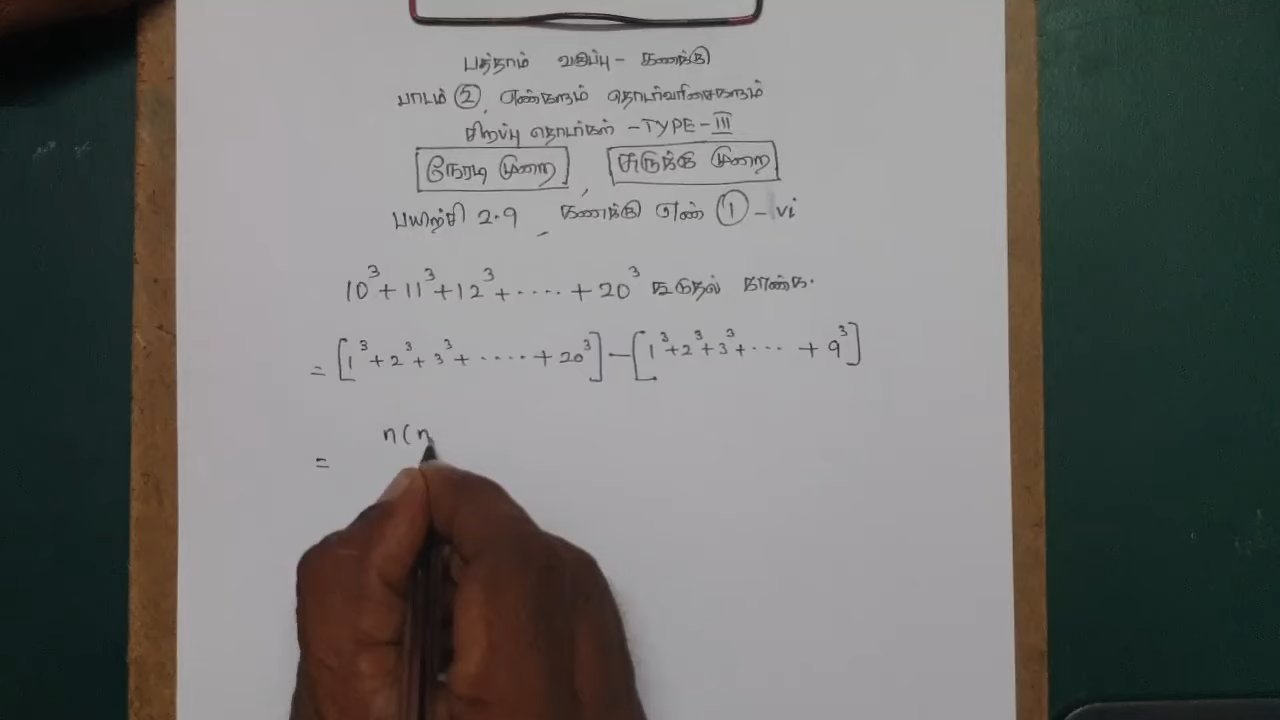 பத்தாம் வகுப்பு - கணக்கு
பாடம் ②, எண்களும் தொடர்வரிசைகளும்
சிறப்பு தொடர்கள் - TYPE - III
நேரடி முறை , சுருக்கு முறை
பயிற்சி 2.9 , கணக்கு எண் ① - vi
10³ + 11³ + 12³ + ..... + 20³ கூடுதல் காண்க.
= [1³ + 2³ + 3³ + ..... + 20³] - [1³ + 2³ + 3³ + ... + 9³]
= n(n